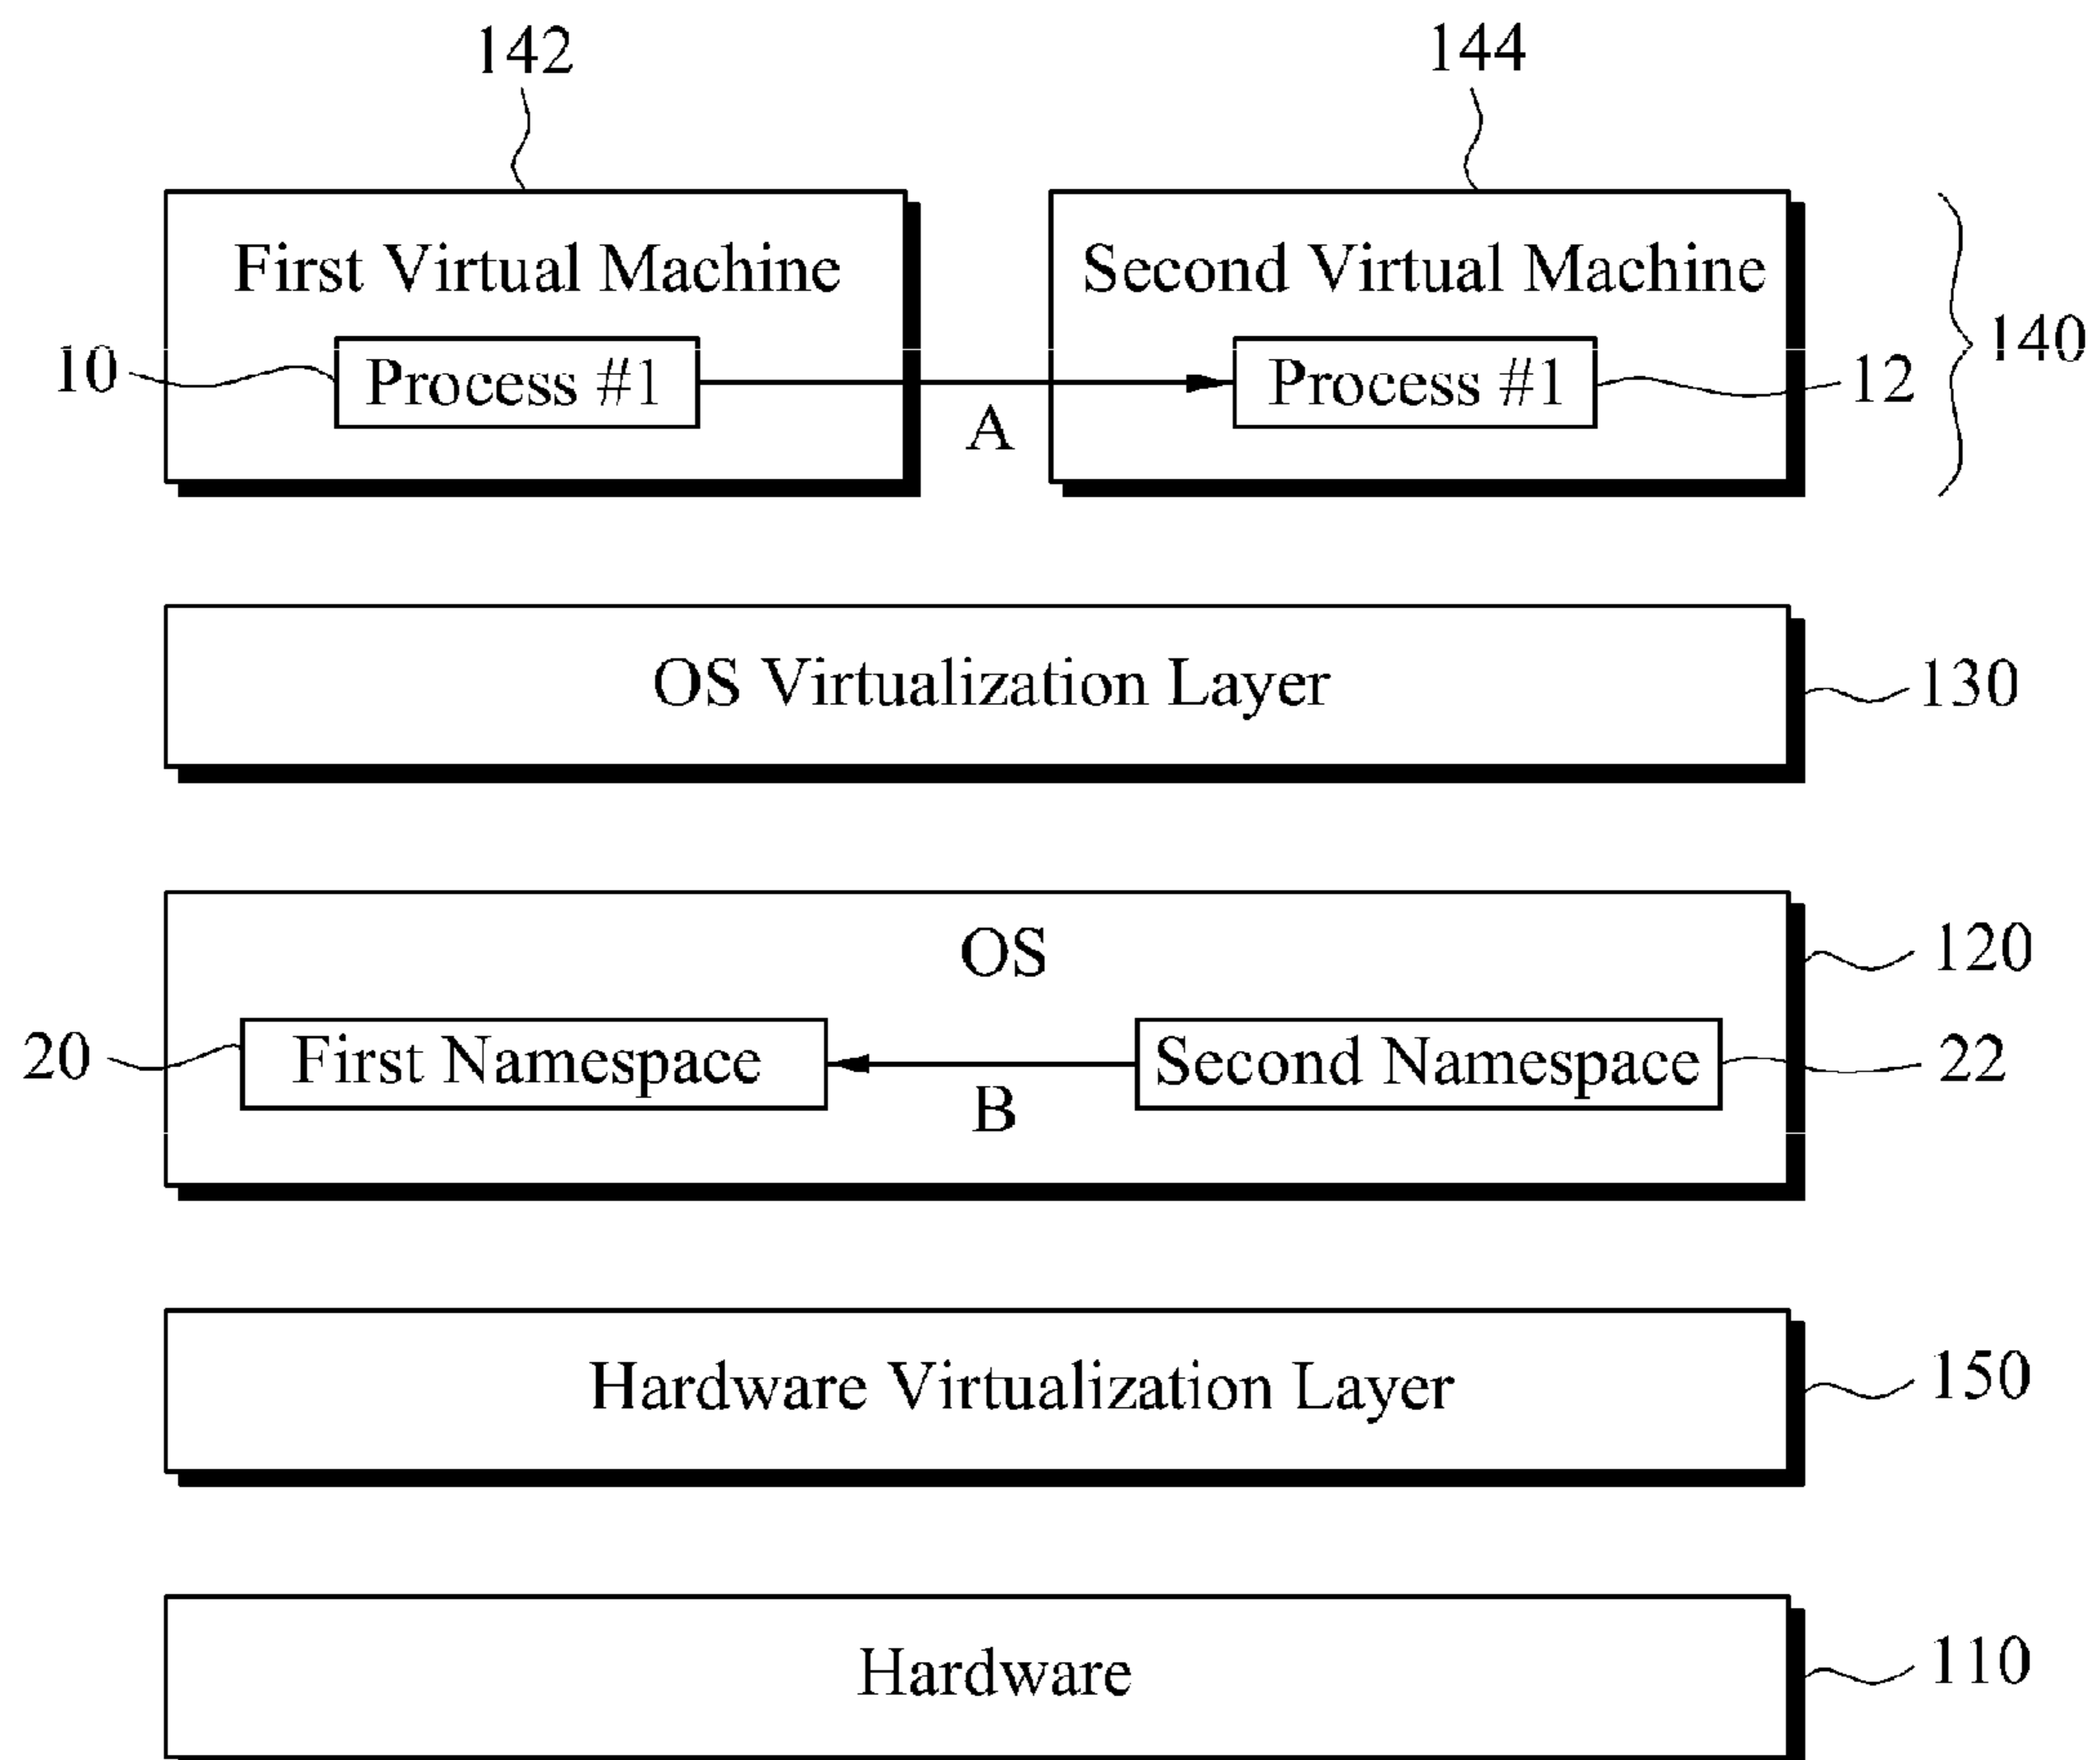 142
144
First Virtual Machine
Second Virtual Machine
140
10
Process #1
Process #1
12
A
OS Virtualization Layer
130
OS
120
20
First Namespace
Second Namespace
22
B
Hardware Virtualization Layer
150
Hardware
110